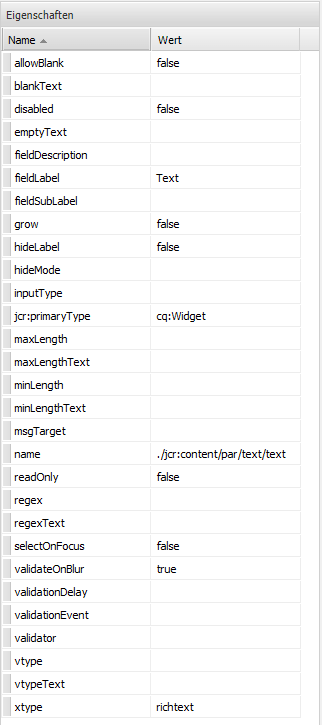 Eigenschaften
Name Wert
allowBlank false
blankText
disabled false
emptyText
fieldDescription
fieldLabel Text
fieldSubLabel
grow false
hideLabel false
hideMode
inputType
jcr:primaryType cq:Widget
maxLength
maxLengthText
minLength
minLengthText
msgTarget
name ./jcr:content/par/text/text
readOnly false
regex
regexText
selectOnFocus false
validateOnBlur true
validationDelay
validationEvent
validator
vtype
vtypeText
xtype richtext